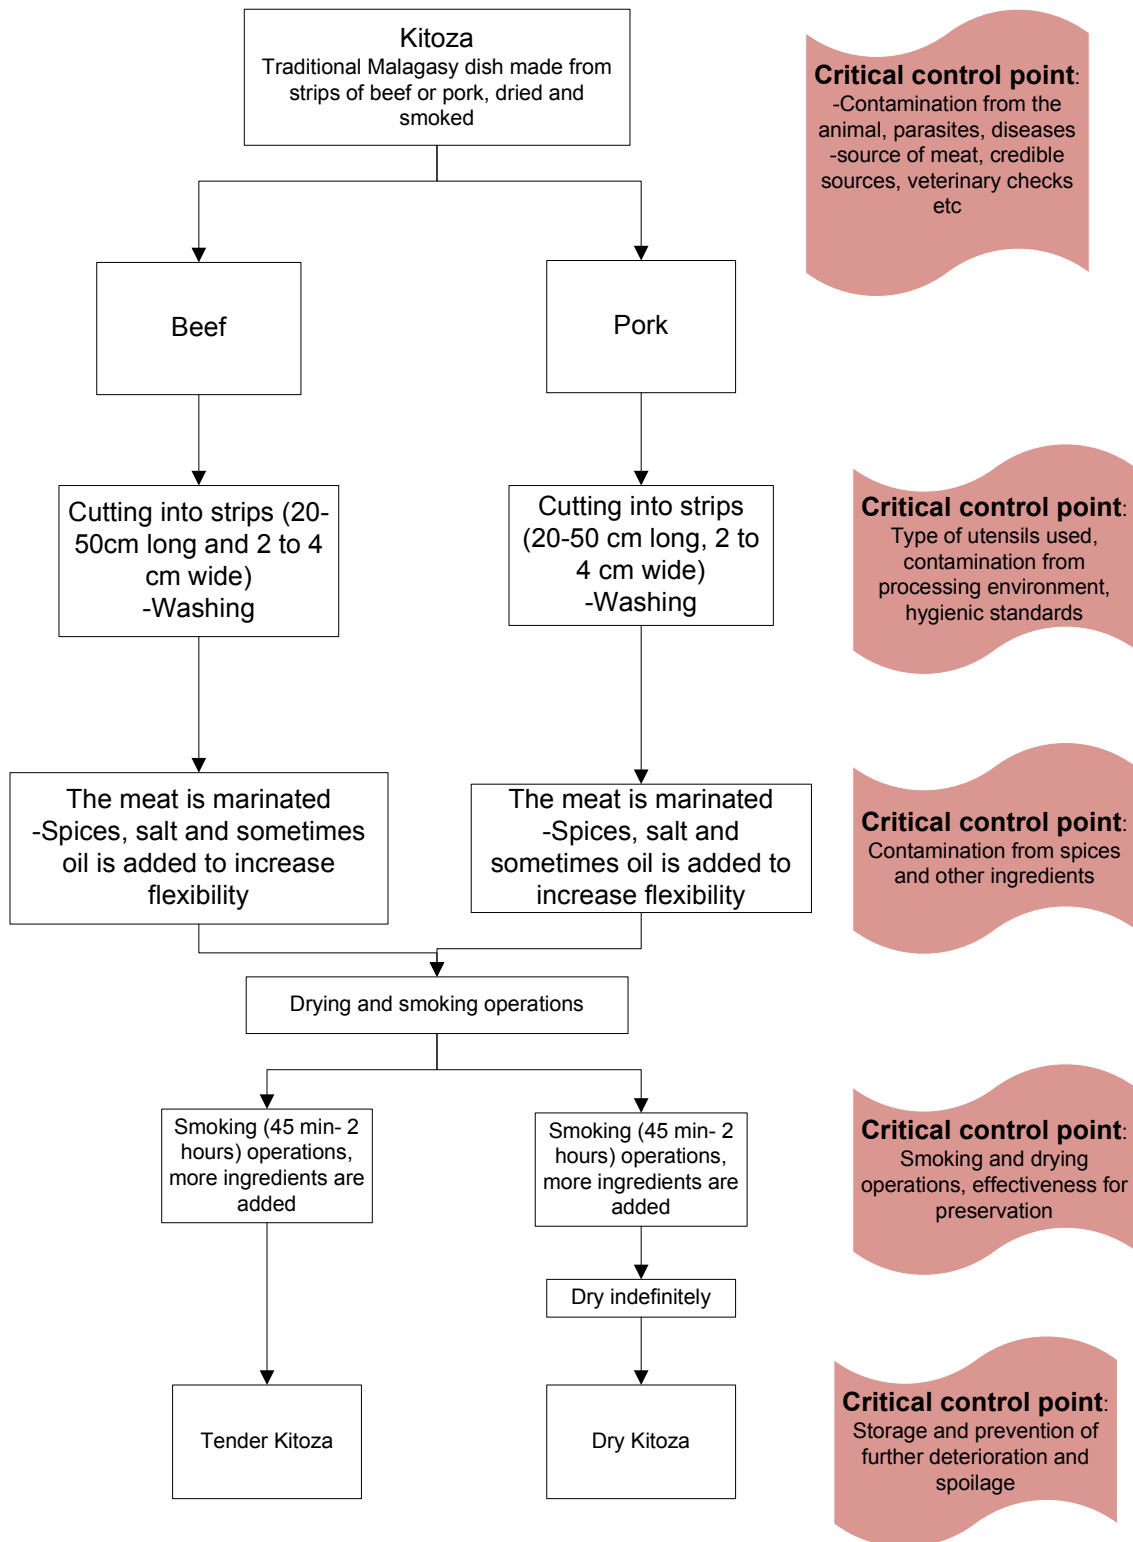 Kitoza
Traditional Malagasy dish made from
strips of beef or pork, dried and
smoked
Critical control point:
-Contamination from the
animal, parasites, diseases
-source of meat, credible
sources, veterinary checks
etc
Beef
Pork
Cutting into strips (20-
50cm long and 2 to 4
cm wide)
-Washing
Cutting into strips
(20-50 cm long, 2 to
4 cm wide)
-Washing
Critical control point:
Type of utensils used,
contamination from
processing environment,
hygienic standards
The meat is marinated
-Spices, salt and sometimes
oil is added to increase
flexibility
The meat is marinated
-Spices, salt and
sometimes oil is added to
increase flexibility
Critical control point:
Contamination from spices
and other ingredients
Drying and smoking operations
Smoking (45 min- 2
hours) operations,
more ingredients are
added
Smoking (45 min- 2
hours) operations,
more ingredients are
added
Critical control point:
Smoking and drying
operations, effectiveness for
preservation
Dry indefinitely
Tender Kitoza
Dry Kitoza
Critical control point:
Storage and prevention of
further deterioration and
spoilage